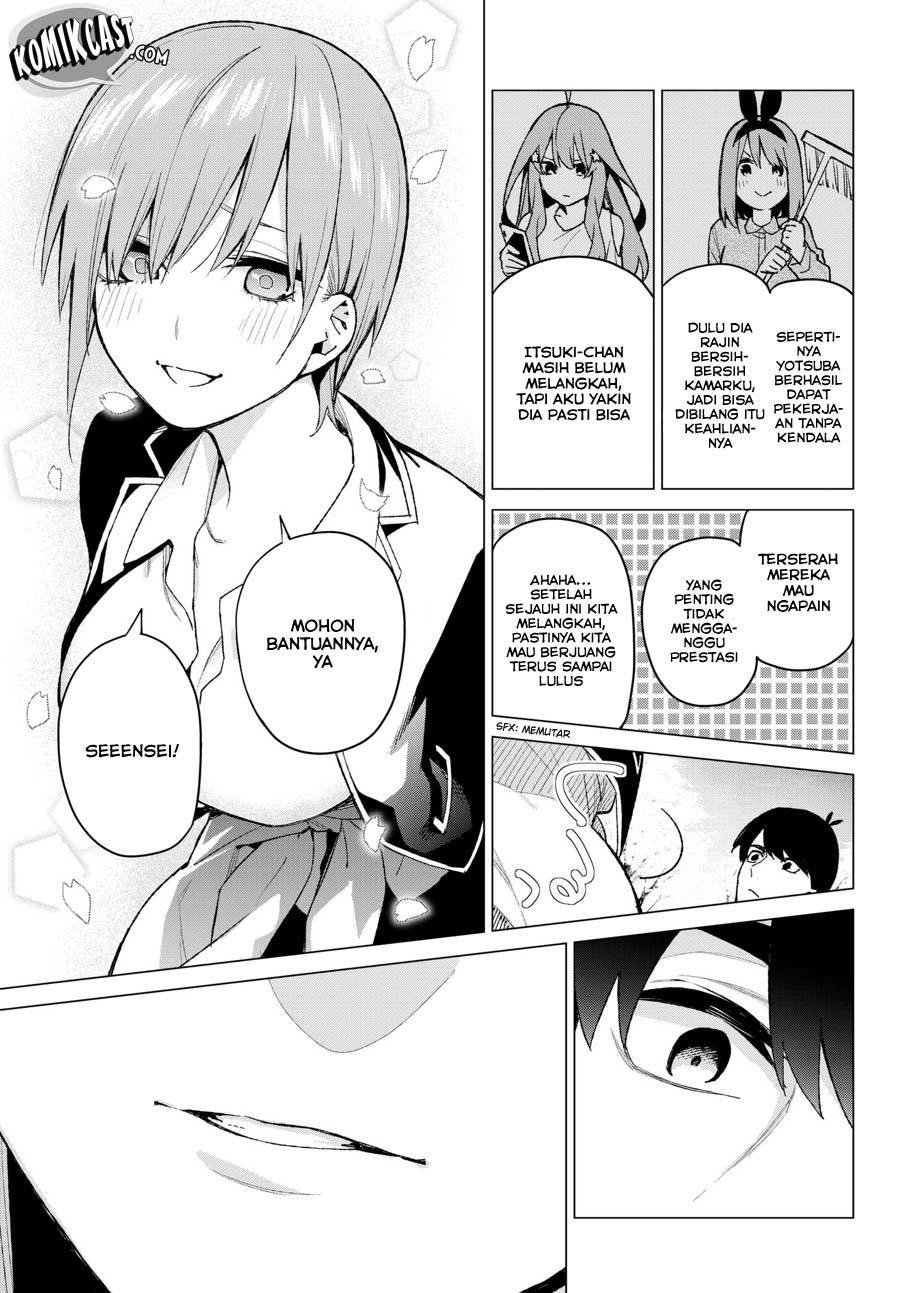 KOMIKCAST
.COM
SEPERTI-
NYA
YOTSUBA
BERHASIL
DAPAT
PEKERJA-
AN TANPA
KENDALA
DULU DIA
RAJIN
BERSIH-
BERSIH
KAMARKU,
JADI BISA
DIBILANG ITU
KEAHLIAN-
NYA
ITSUKI-CHAN
MASIH BELUM
MELANGKAH,
TAPI AKU YAKIN
DIA PASTI BISA
TERSERAH
MEREKA
MAU
NGAPAIN
YANG
PENTING
TIDAK
MENGGA-
NGGU
PRESTASI
AHAHA...
SETELAH
SEJAUH INI KITA
MELANGKAH,
PASTINYA KITA
MAU BERJUANG
TERUS SAMPAI
LULUS
SFX: MEMUTAR
MOHON
BANTUANNYA,
YA
SEEENSEI!